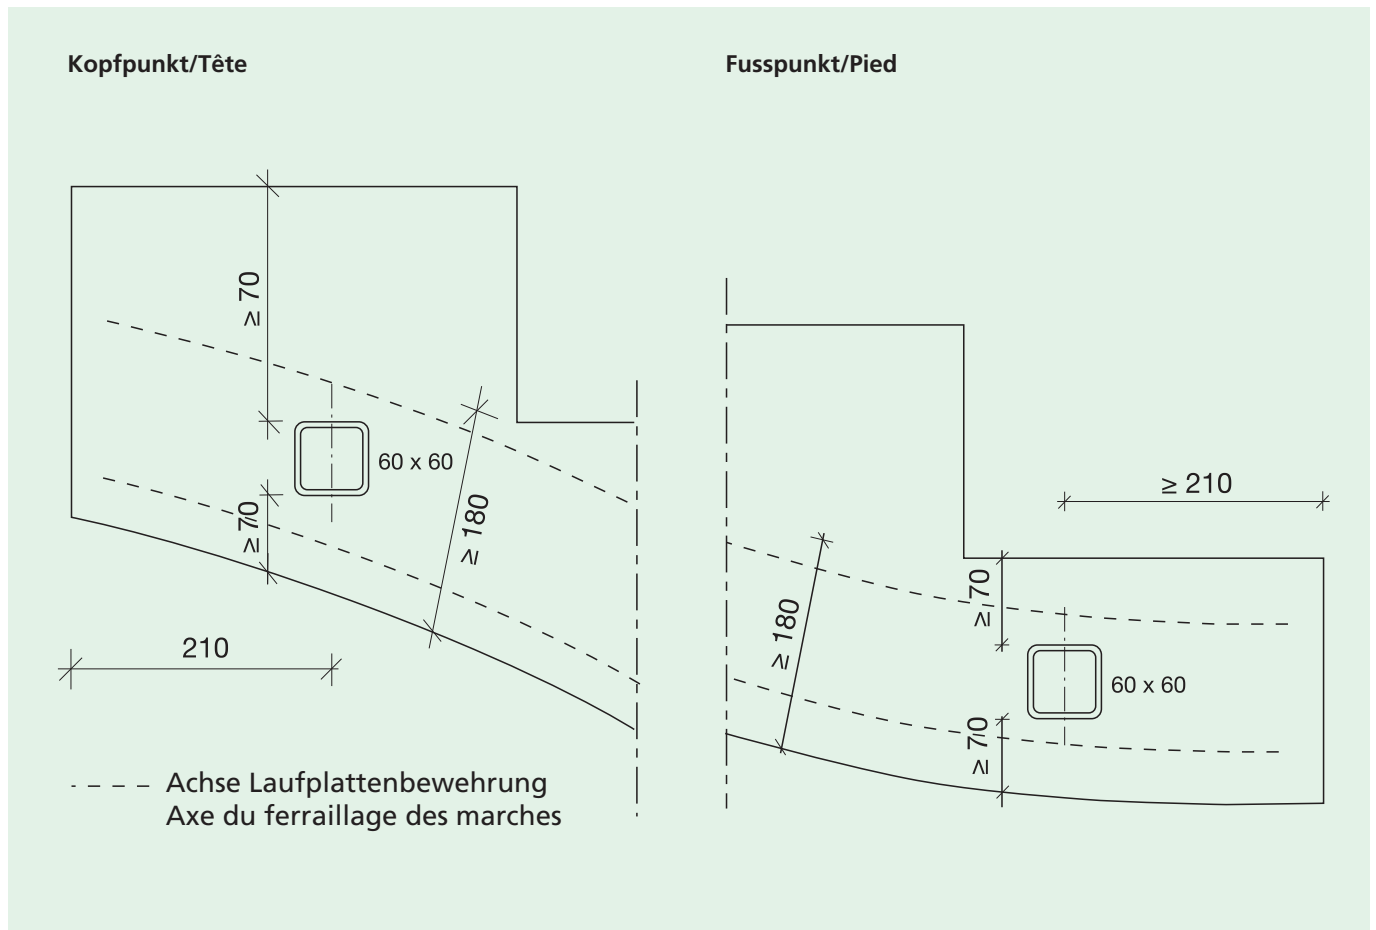 Kopfpunkt/Tête
≥ 70
60 x 60
≥ 70
≥ 180
210
Achse Laufplattenbewehrung
Axe du ferraillage des marches
Fusspunkt/Pied
≥ 210
≥ 70
≥ 180
60 x 60
≥ 70